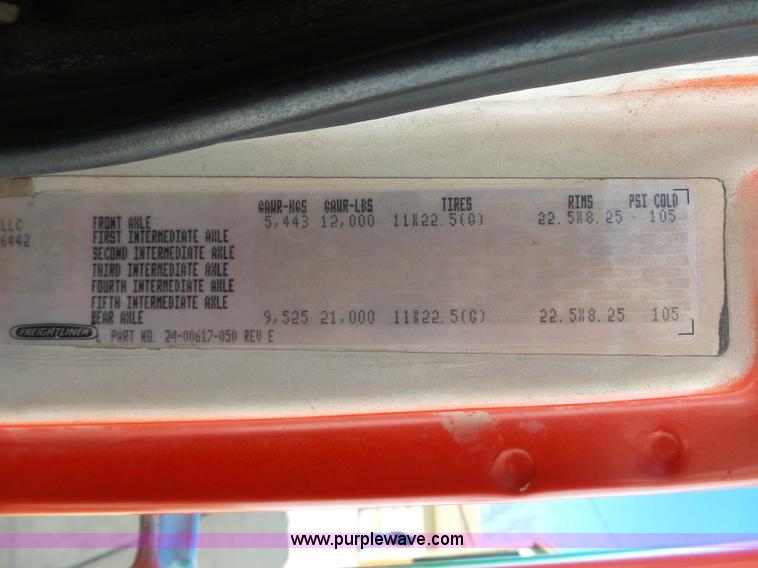 GAWR-KGS GAWR-LBS TIRES RIMS PSI COLD
LLC FRONT AXLE 5,443 12,000 11X22.5(G) 22.5X8.25 105
6442 FIRST INTERMEDIATE AXLE
SECOND INTERMEDIATE AXLE
THIRD INTERMEDIATE AXLE
FOURTH INTERMEDIATE AXLE
FIFTH INTERMEDIATE AXLE
REAR AXLE 9,525 21,000 11X22.5(G) 22.5X8.25 105
FREIGHTLINER PART NO. 24-00617-050 REV E
www.purplewave.com